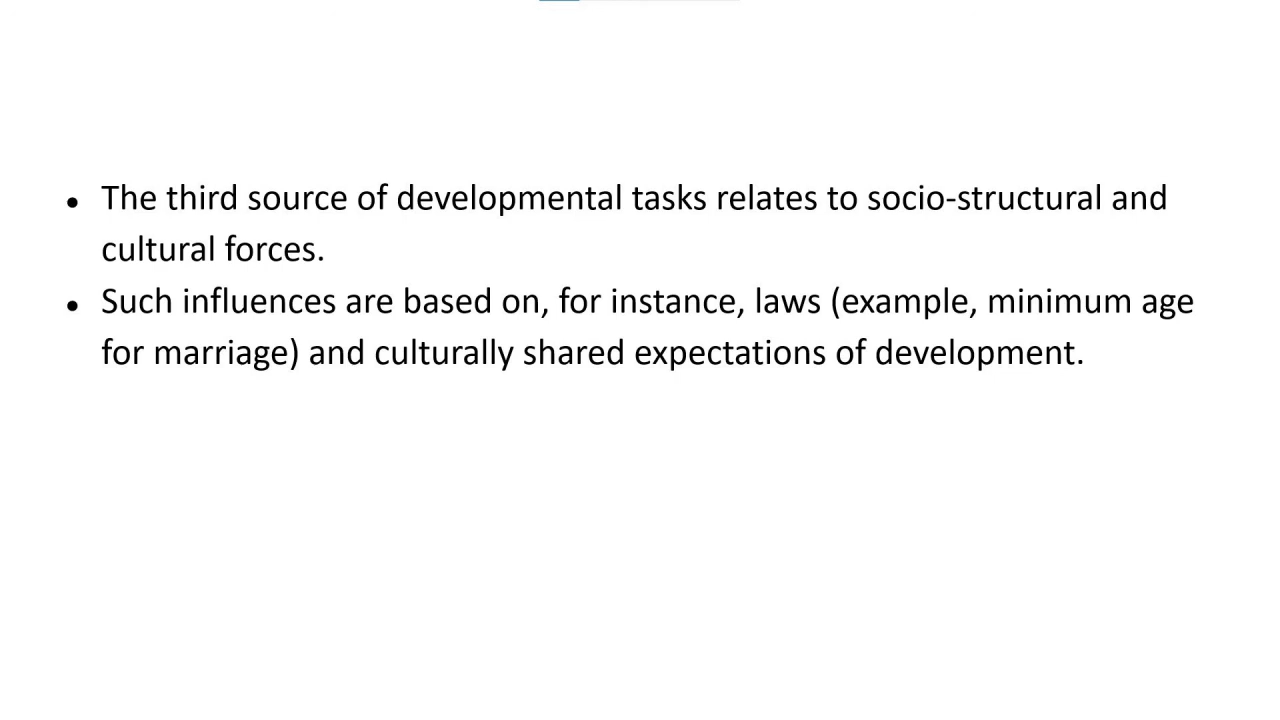 • The third source of developmental tasks relates to socio-structural and
cultural forces.
• Such influences are based on, for instance, laws (example, minimum age
for marriage) and culturally shared expectations of development.